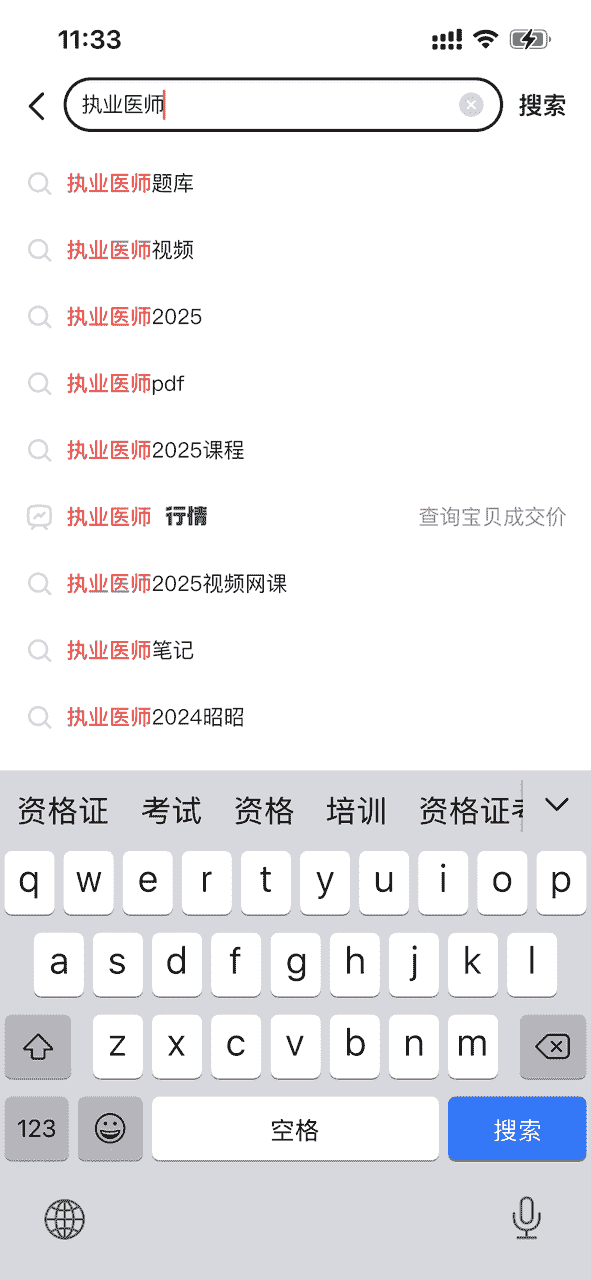 11:33
执业医师
搜索
执业医师题库
执业医师视频
执业医师2025
执业医师pdf
执业医师2025课程
执业医师 行情 查询宝贝成交价
执业医师2025视频网课
执业医师笔记
执业医师2024昭昭
资格证 考试 资格 培训 资格证考
q w e r t y u i o p
a s d f g h j k l
z x c v b n m
123 空格 搜索